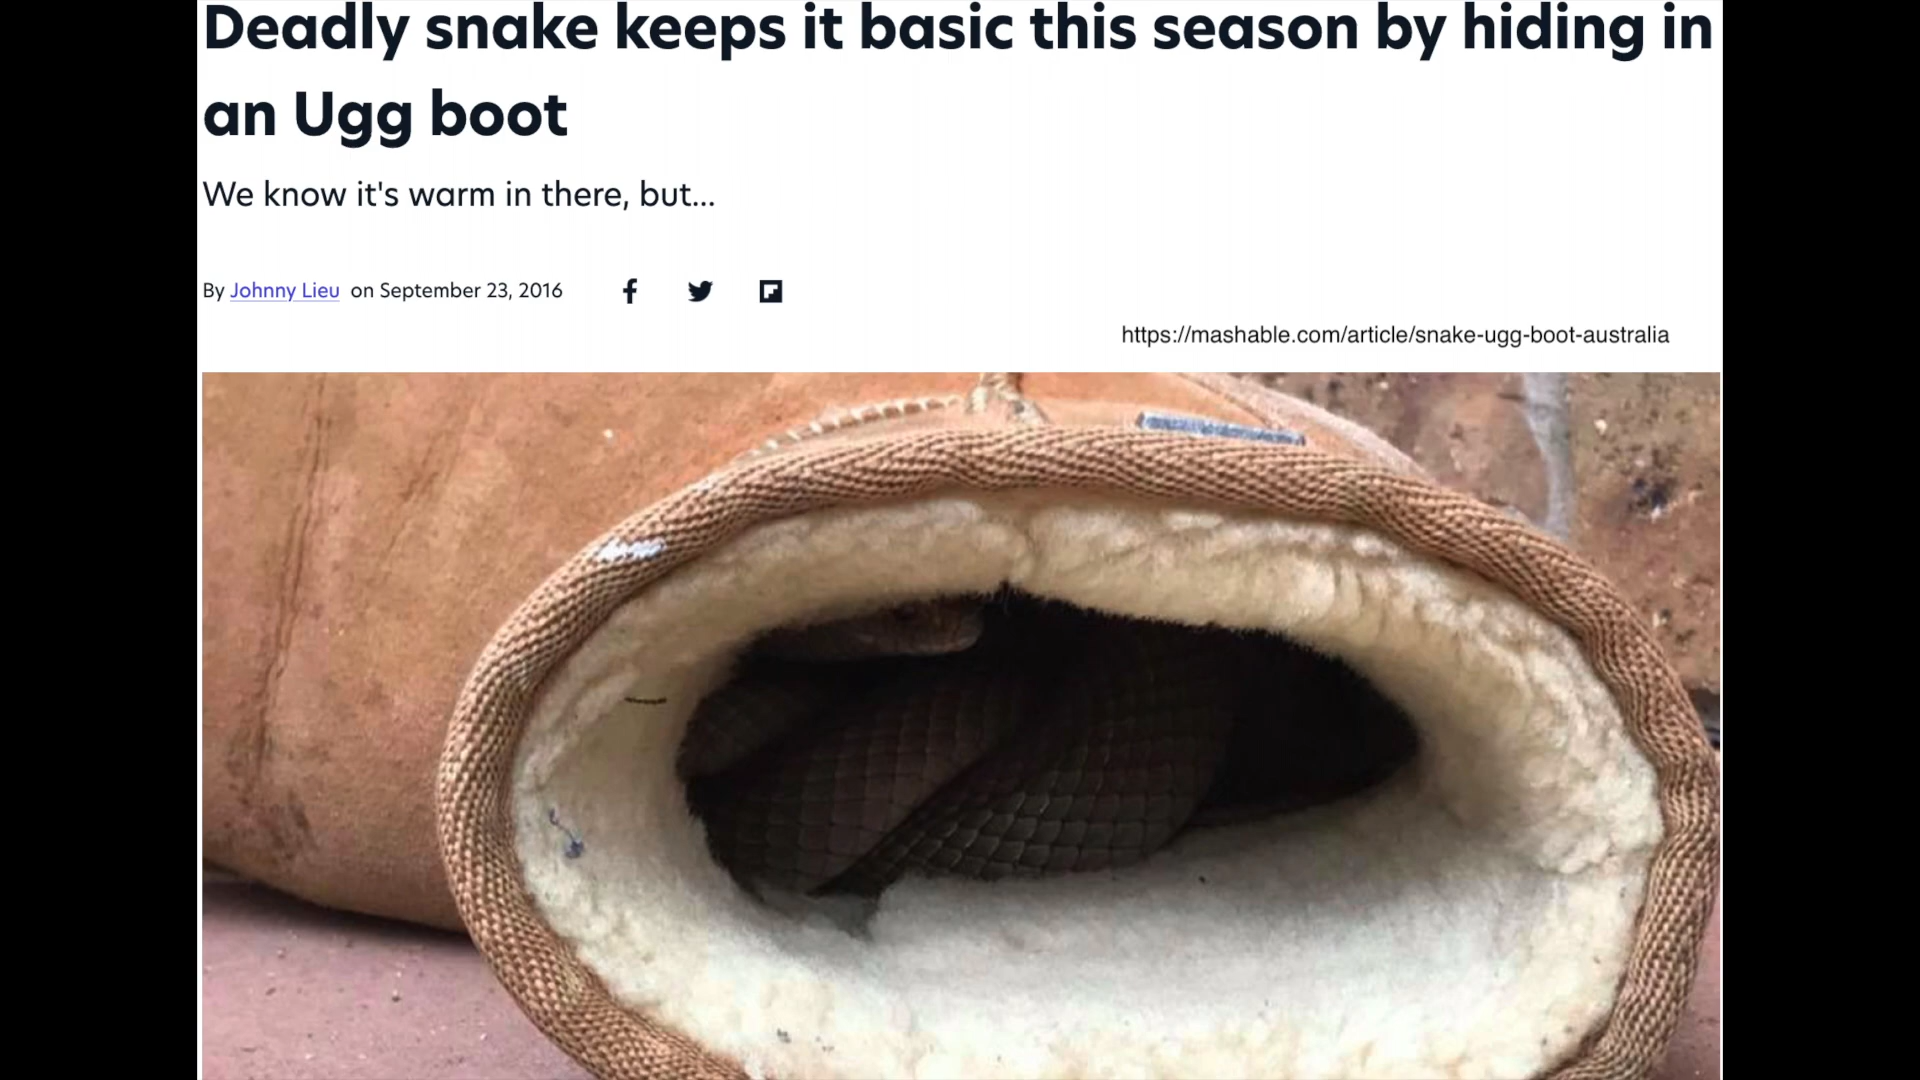 Deadly snake keeps it basic this season by hiding in
an Ugg boot
We know it's warm in there, but...
By Johnny Lieu on September 23, 2016
https://mashable.com/article/snake-ugg-boot-australia